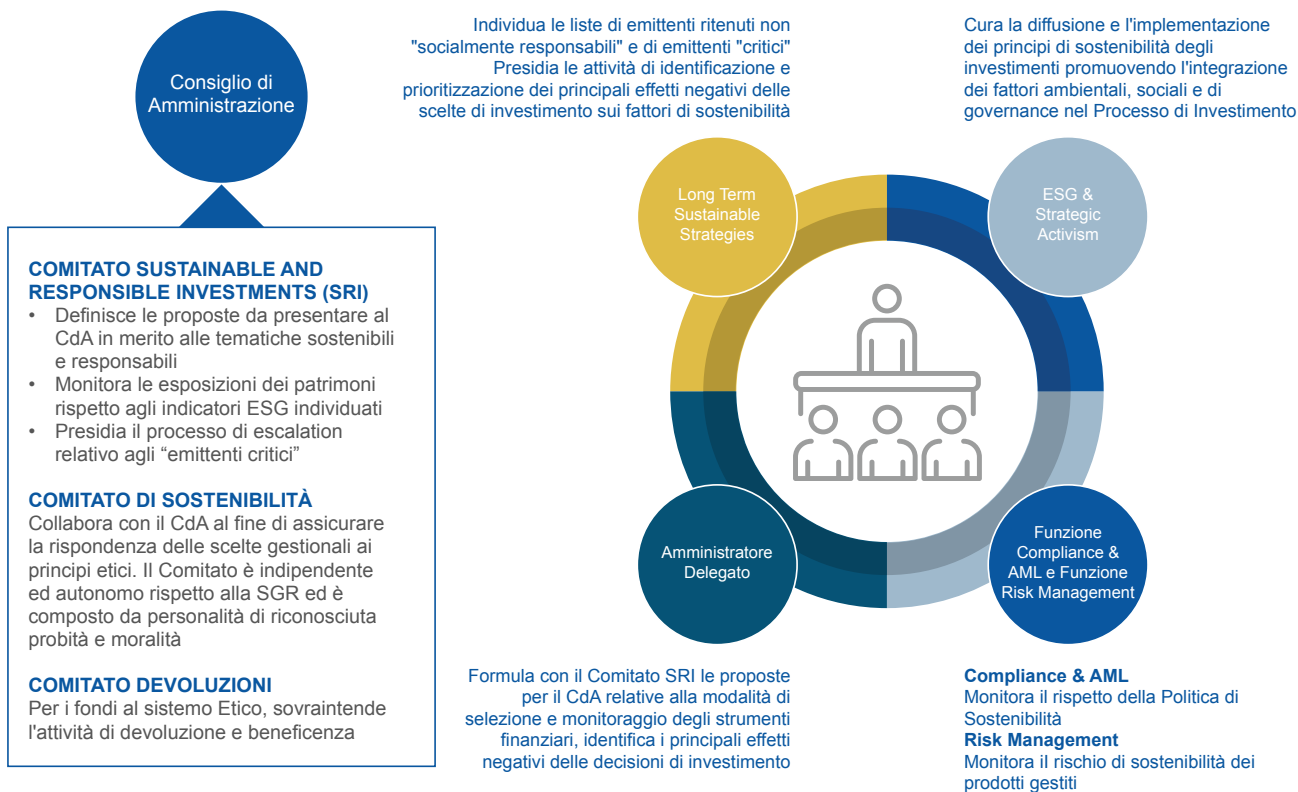 Consiglio di
Amministrazione
COMITATO SUSTAINABLE AND
RESPONSIBLE INVESTMENTS (SRI)
• Definisce le proposte da presentare al
CdA in merito alle tematiche sostenibili
e responsabili
• Monitora le esposizioni dei patrimoni
rispetto agli indicatori ESG individuati
• Presidia il processo di escalation
relativo agli “emittenti critici”
COMITATO DI SOSTENIBILITÀ
Collabora con il CdA al fine di assicurare
la rispondenza delle scelte gestionali ai
principi etici. Il Comitato è indipendente
ed autonomo rispetto alla SGR ed è
composto da personalità di riconosciuta
probità e moralità
COMITATO DEVOLUZIONI
Per i fondi al sistema Etico, sovraintende
l'attività di devoluzione e beneficenza
Individua le liste di emittenti ritenuti non
"socialmente responsabili" e di emittenti "critici"
Presidia le attività di identificazione e
prioritizzazione dei principali effetti negativi delle
scelte di investimento sui fattori di sostenibilità
Long Term
Sustainable
Strategies
Cura la diffusione e l'implementazione
dei principi di sostenibilità degli
investimenti promuovendo l'integrazione
dei fattori ambientali, sociali e di
governance nel Processo di Investimento
ESG &
Strategic
Activism
Amministratore
Delegato
Formula con il Comitato SRI le proposte
per il CdA relative alla modalità di
selezione e monitoraggio degli strumenti
finanziari, identifica i principali effetti
negativi delle decisioni di investimento
Funzione
Compliance &
AML e Funzione
Risk Management
Compliance & AML
Monitora il rispetto della Politica di
Sostenibilità
Risk Management
Monitora il rischio di sostenibilità dei
prodotti gestiti